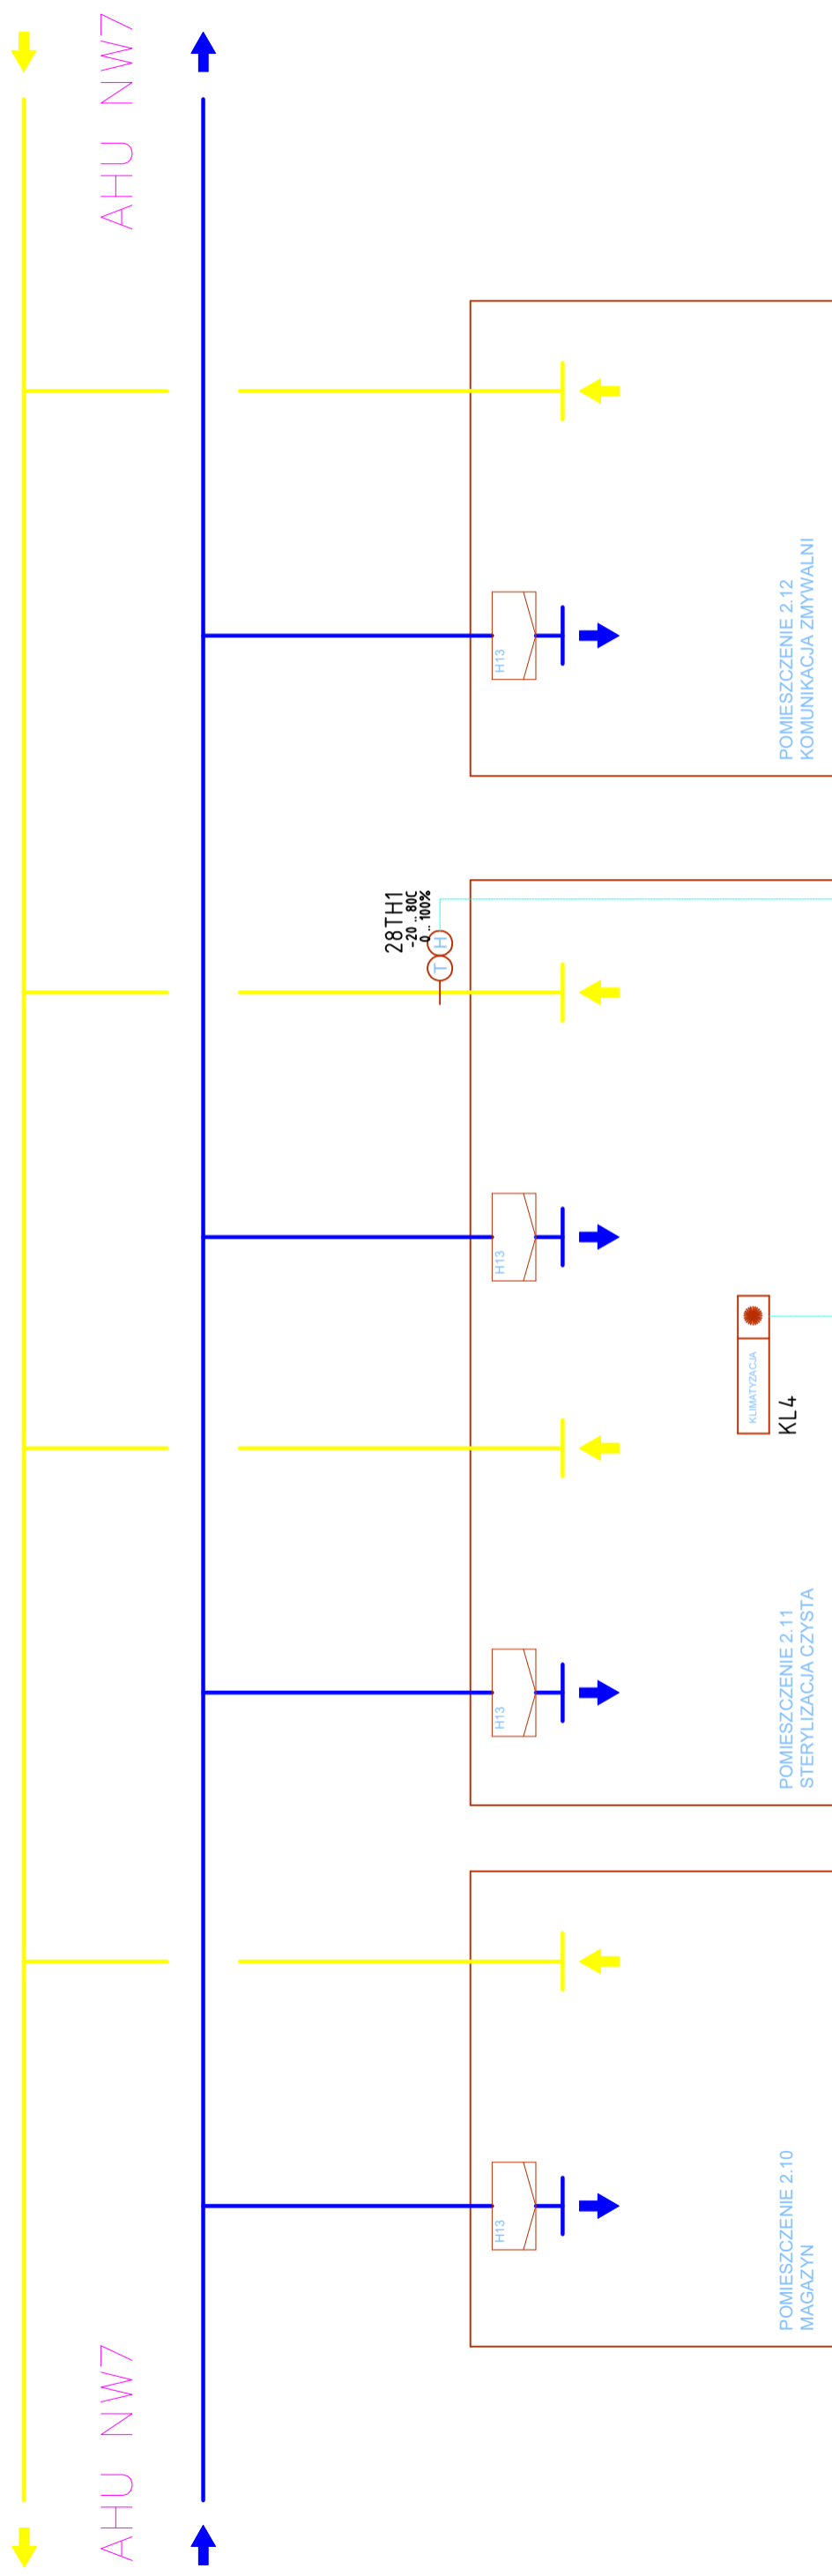 AHU NW7
AHU NW7
28TH1
-20 .. 80C
0 .. 100%
T H
H13
H13
H13
H13
KLIMATYZACJA
KL4
POMIESZCZENIE 2.10
MAGAZYN
POMIESZCZENIE 2.11
STERYLIZACJA CZYSTA
POMIESZCZENIE 2.12
KOMUNIKACJA ZMYWALNI